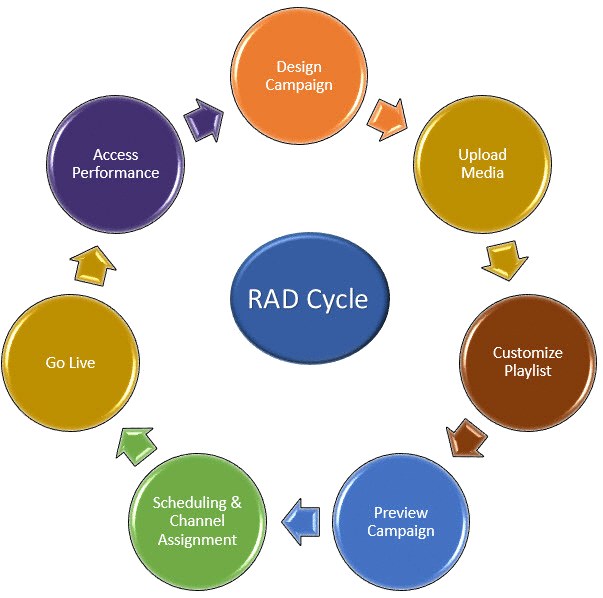 Design
Campaign
Upload
Media
Customize
Playlist
Preview
Campaign
Scheduling &
Channel
Assignment
Go Live
Access
Performance
RAD Cycle